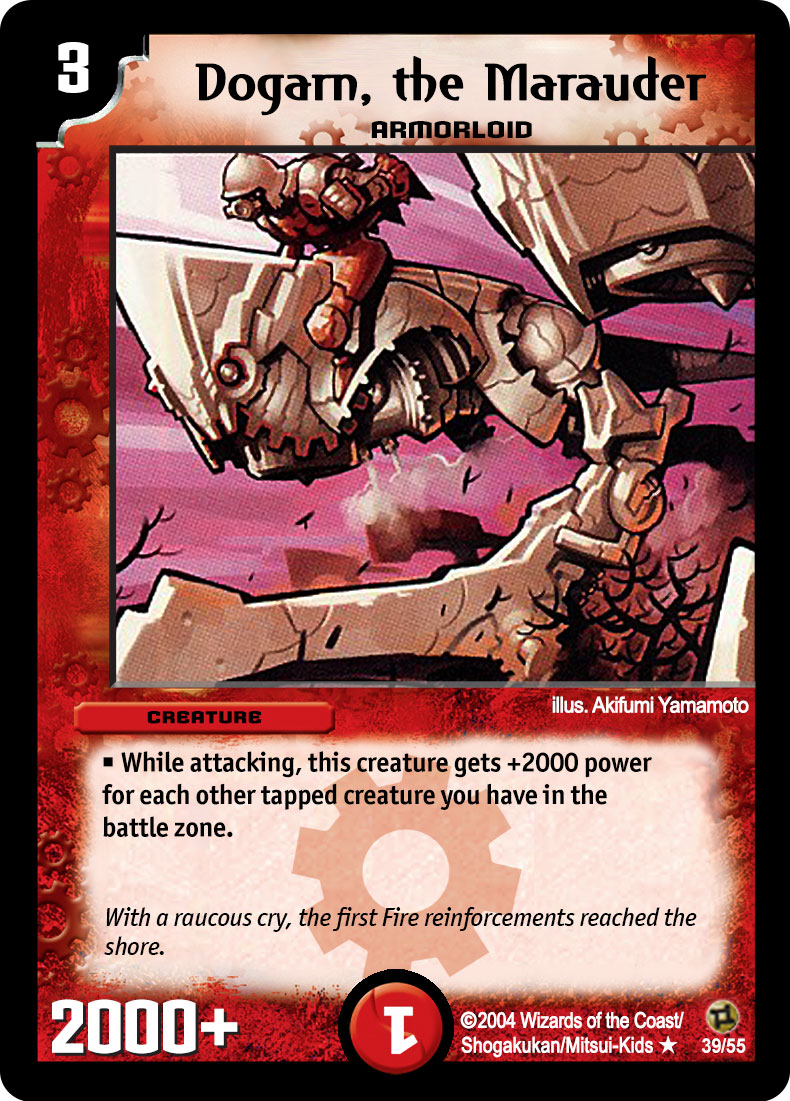 3
Dogarn, the Marauder
ARMORLOID
illus. Akifumi Yamamoto
CREATURE
▪ While attacking, this creature gets +2000 power
for each other tapped creature you have in the
battle zone.
With a raucous cry, the first Fire reinforcements reached the
shore.
2000+
1
©2004 Wizards of the Coast/
Shogakukan/Mitsui-Kids ★
39/55